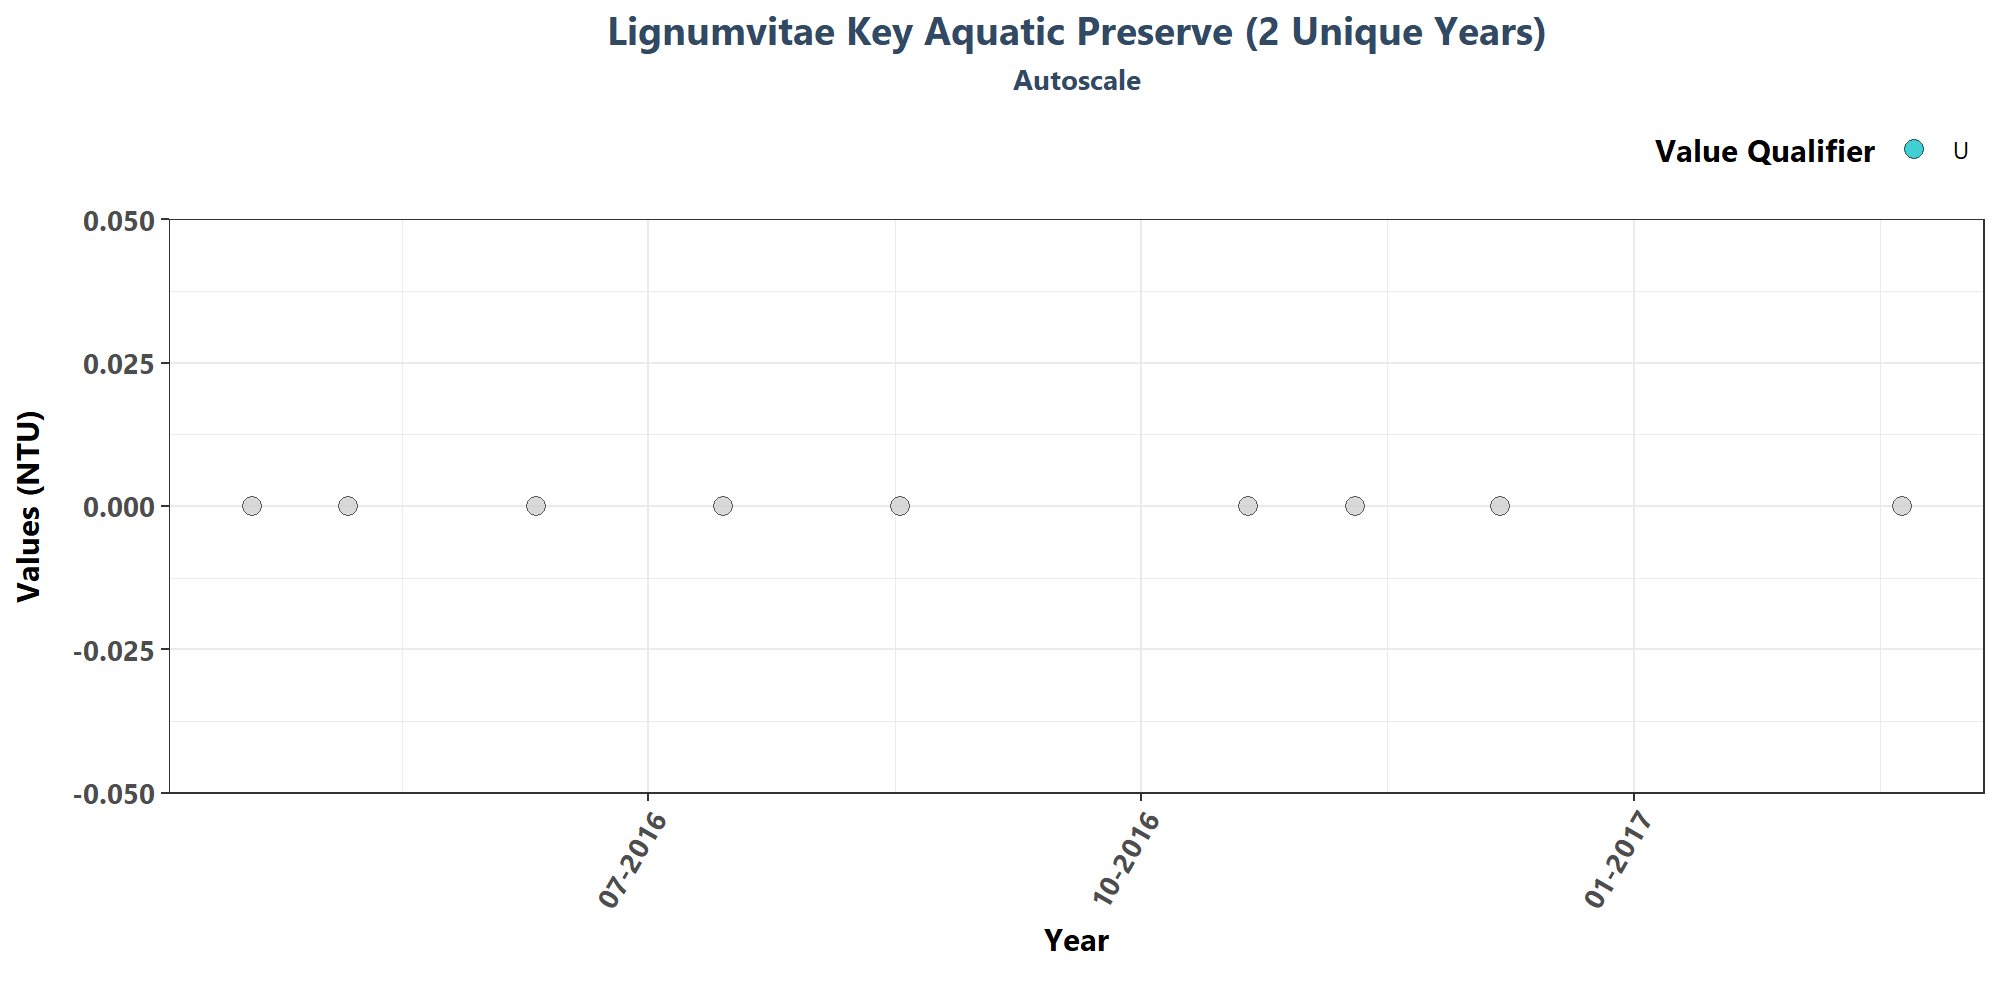 Lignumvitae Key Aquatic Preserve (2 Unique Years)
Autoscale
Value Qualifier U
0.050
0.025
0.000
-0.025
-0.050
Values (NTU)
07-2016
10-2016
01-2017
Year